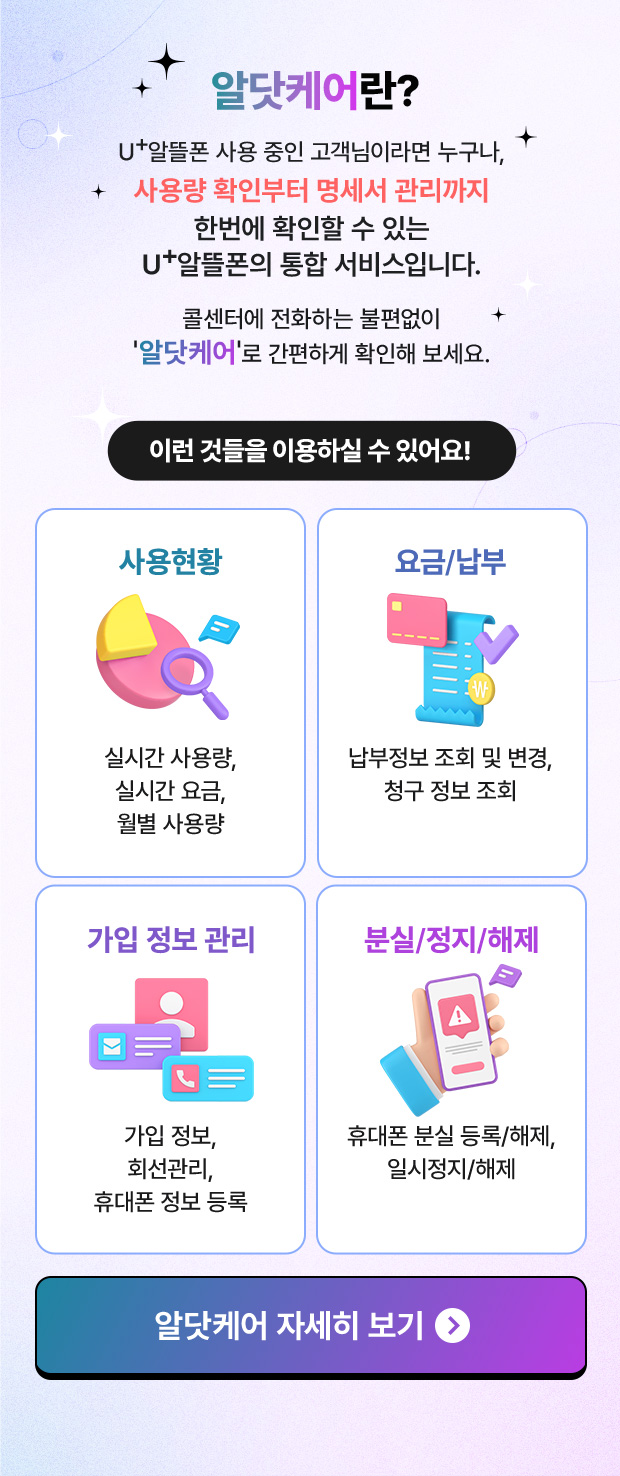 알닷케어란?
U+알뜰폰 사용 중인 고객님이라면 누구나,
사용량 확인부터 명세서 관리까지
한번에 확인할 수 있는
U+알뜰폰의 통합 서비스입니다.
콜센터에 전화하는 불편없이
'알닷케어'로 간편하게 확인해 보세요.
이런 것들을 이용하실 수 있어요!
사용현황
실시간 사용량,
실시간 요금,
월별 사용량
요금/납부
₩
납부정보 조회 및 변경,
청구 정보 조회
가입 정보 관리
가입 정보,
회선관리,
휴대폰 정보 등록
분실/정지/해제
휴대폰 분실 등록/해제,
일시정지/해제
알닷케어 자세히 보기